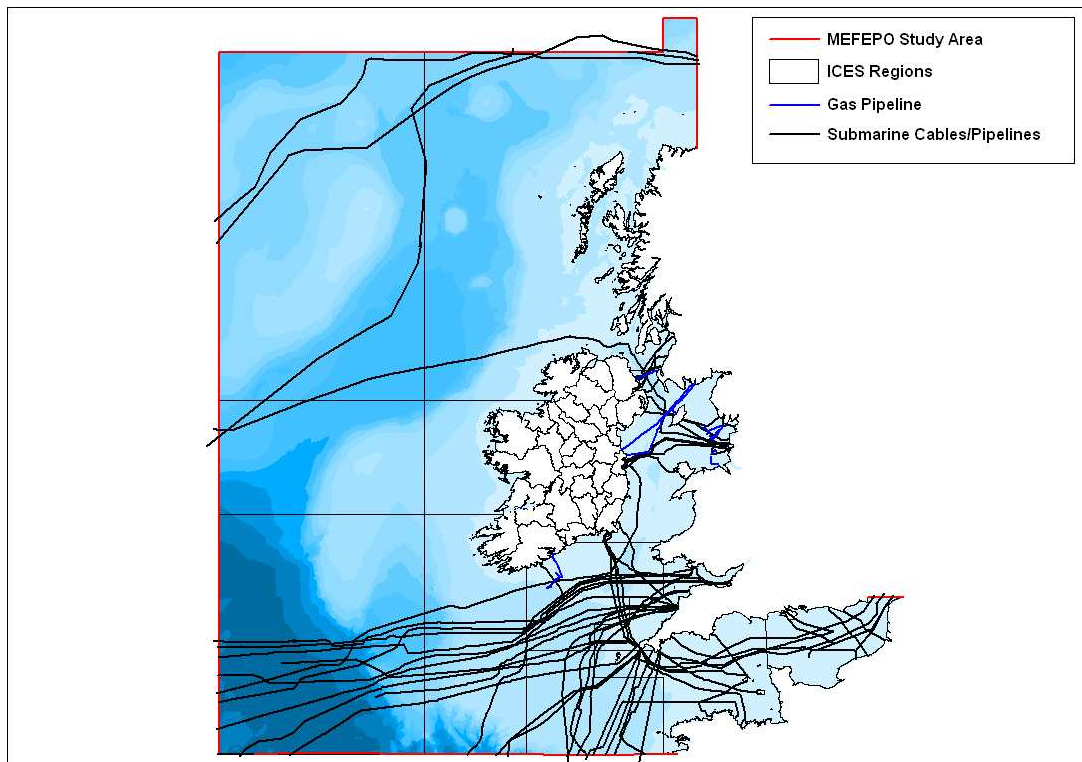 MEFEPO Study Area
ICES Regions
Gas Pipeline
Submarine Cables/Pipelines